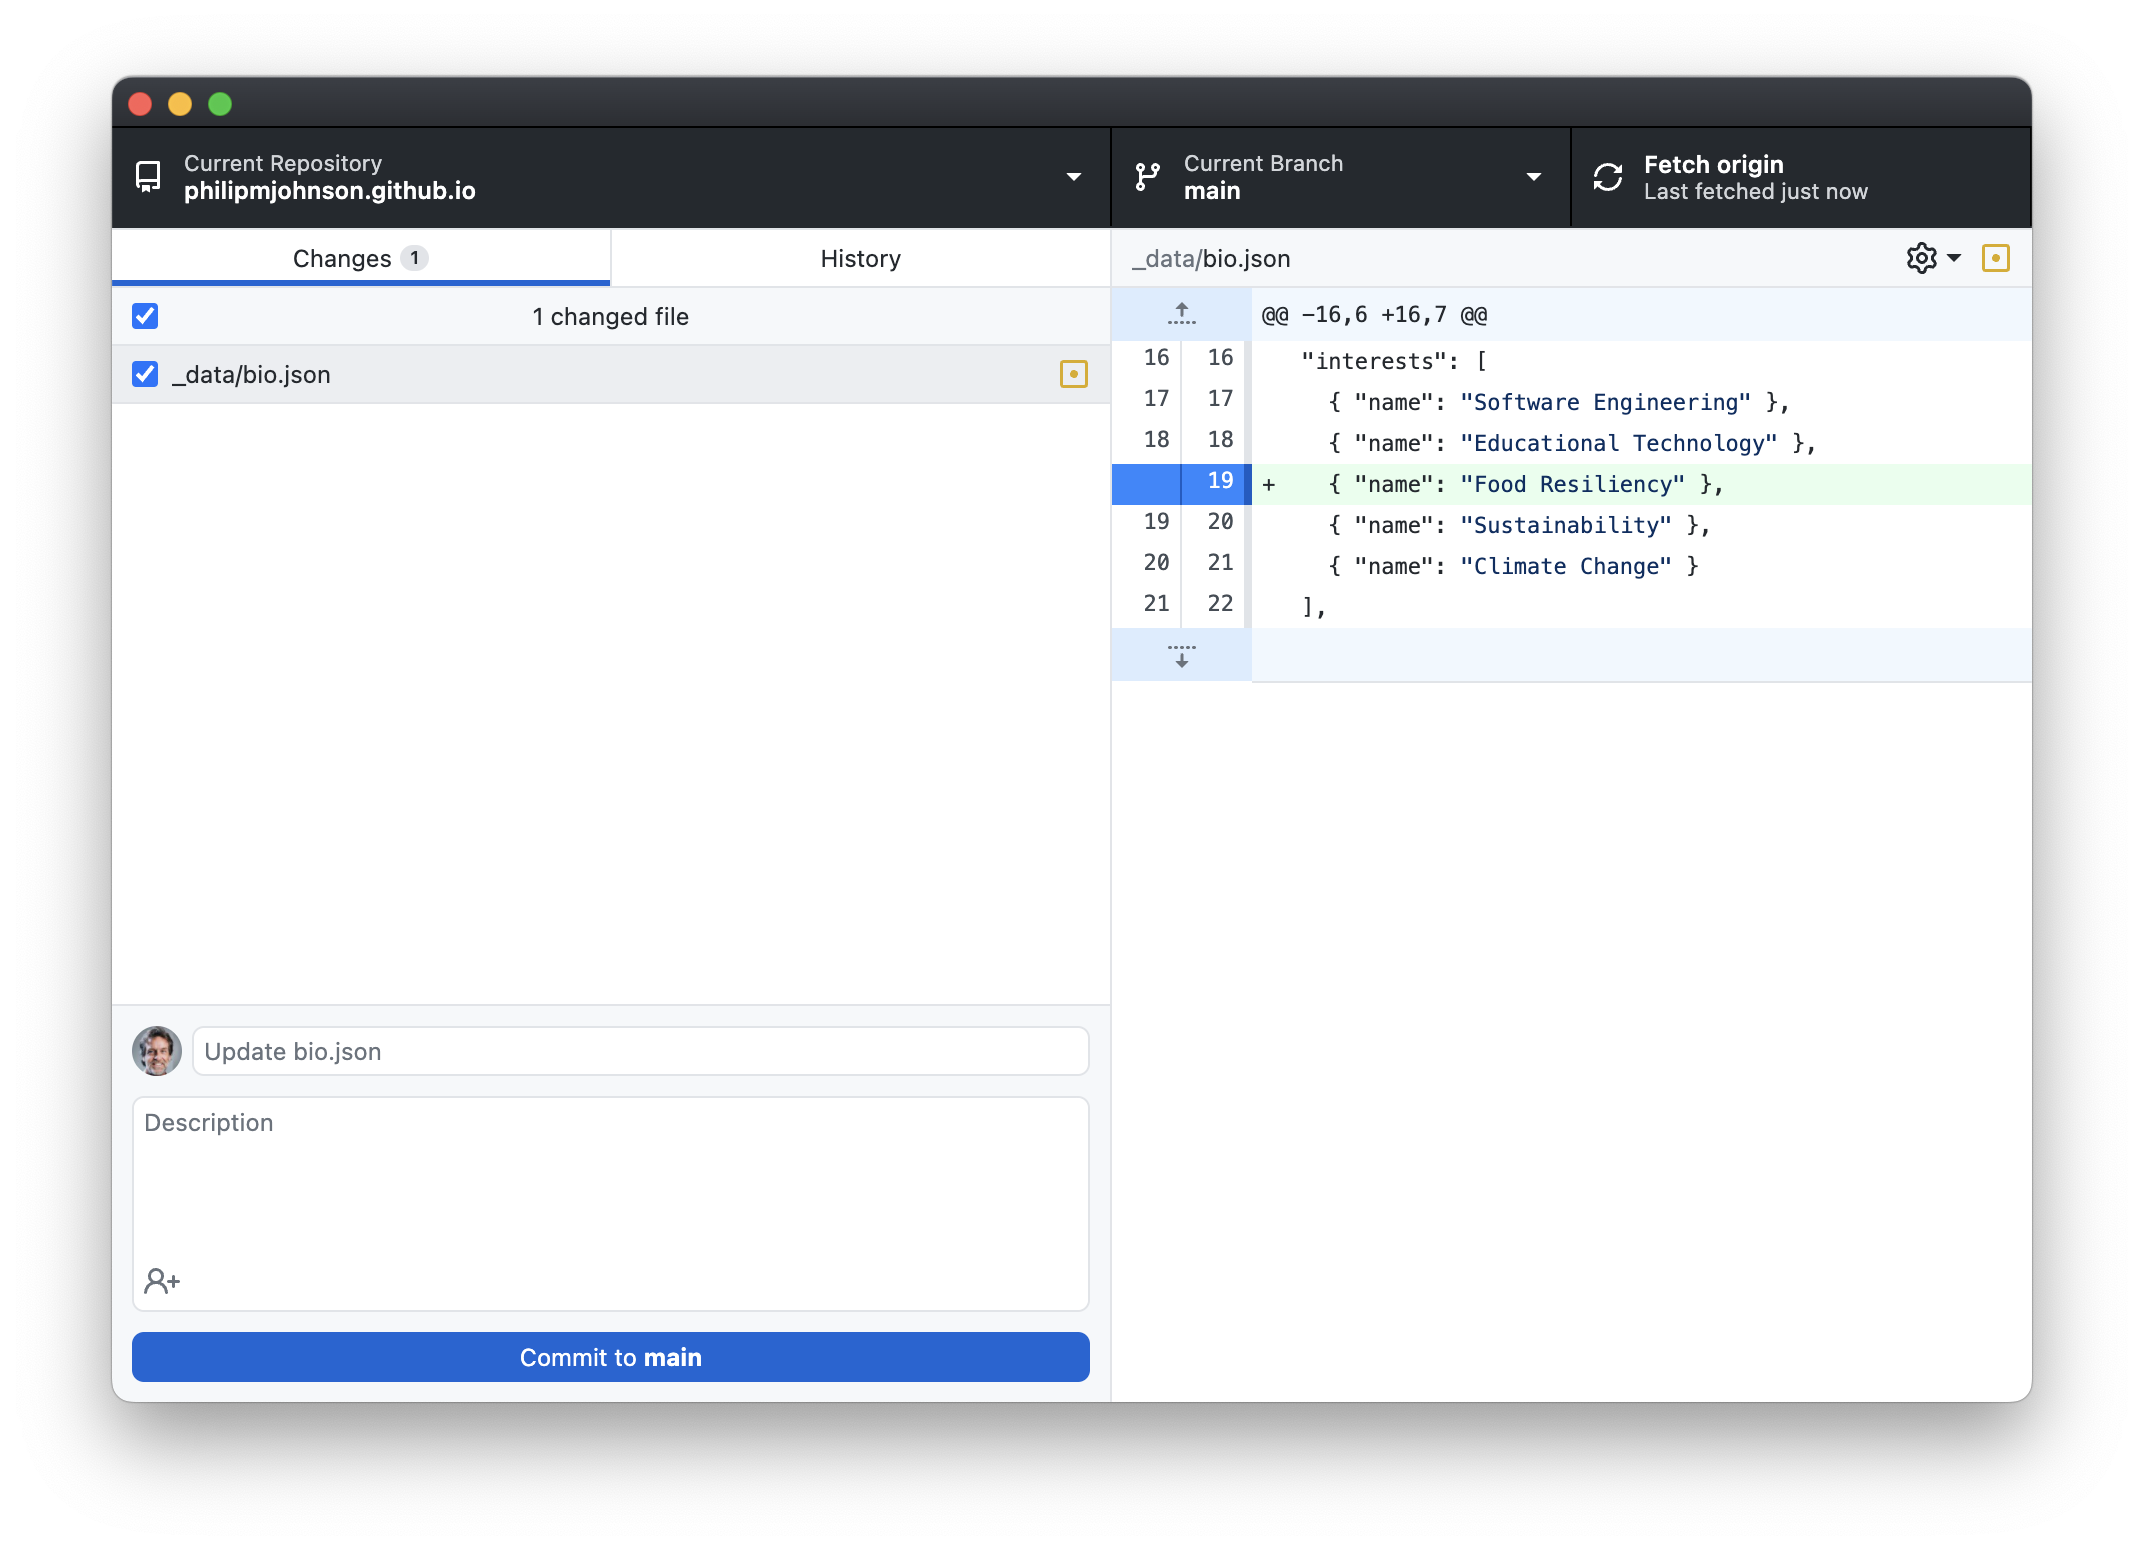 Current Repository
philipmjohnson.github.io
Current Branch
main
Fetch origin
Last fetched just now
Changes 1
History
1 changed file
_data/bio.json
_data/bio.json
@@ -16,6 +16,7 @@
16 16 "interests": [
17 17 { "name": "Software Engineering" },
18 18 { "name": "Educational Technology" },
19 + { "name": "Food Resiliency" },
19 20 { "name": "Sustainability" },
20 21 { "name": "Climate Change" }
21 22 ],
Update bio.json
Description
Commit to main